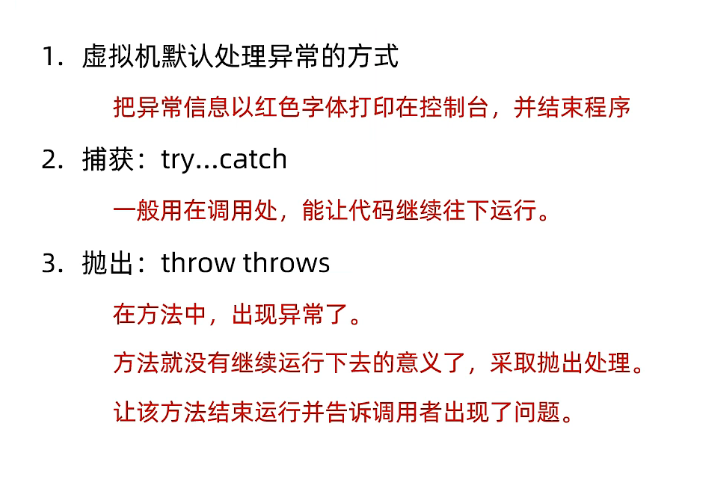 1. 虚拟机默认处理异常的方式
把异常信息以红色字体打印在控制台，并结束程序
2. 捕获：try...catch
一般用在调用处，能让代码继续往下运行。
3. 抛出：throw throws
在方法中，出现异常了。
方法就没有继续运行下去的意义了，采取抛出处理。
让该方法结束运行并告诉调用者出现了问题。